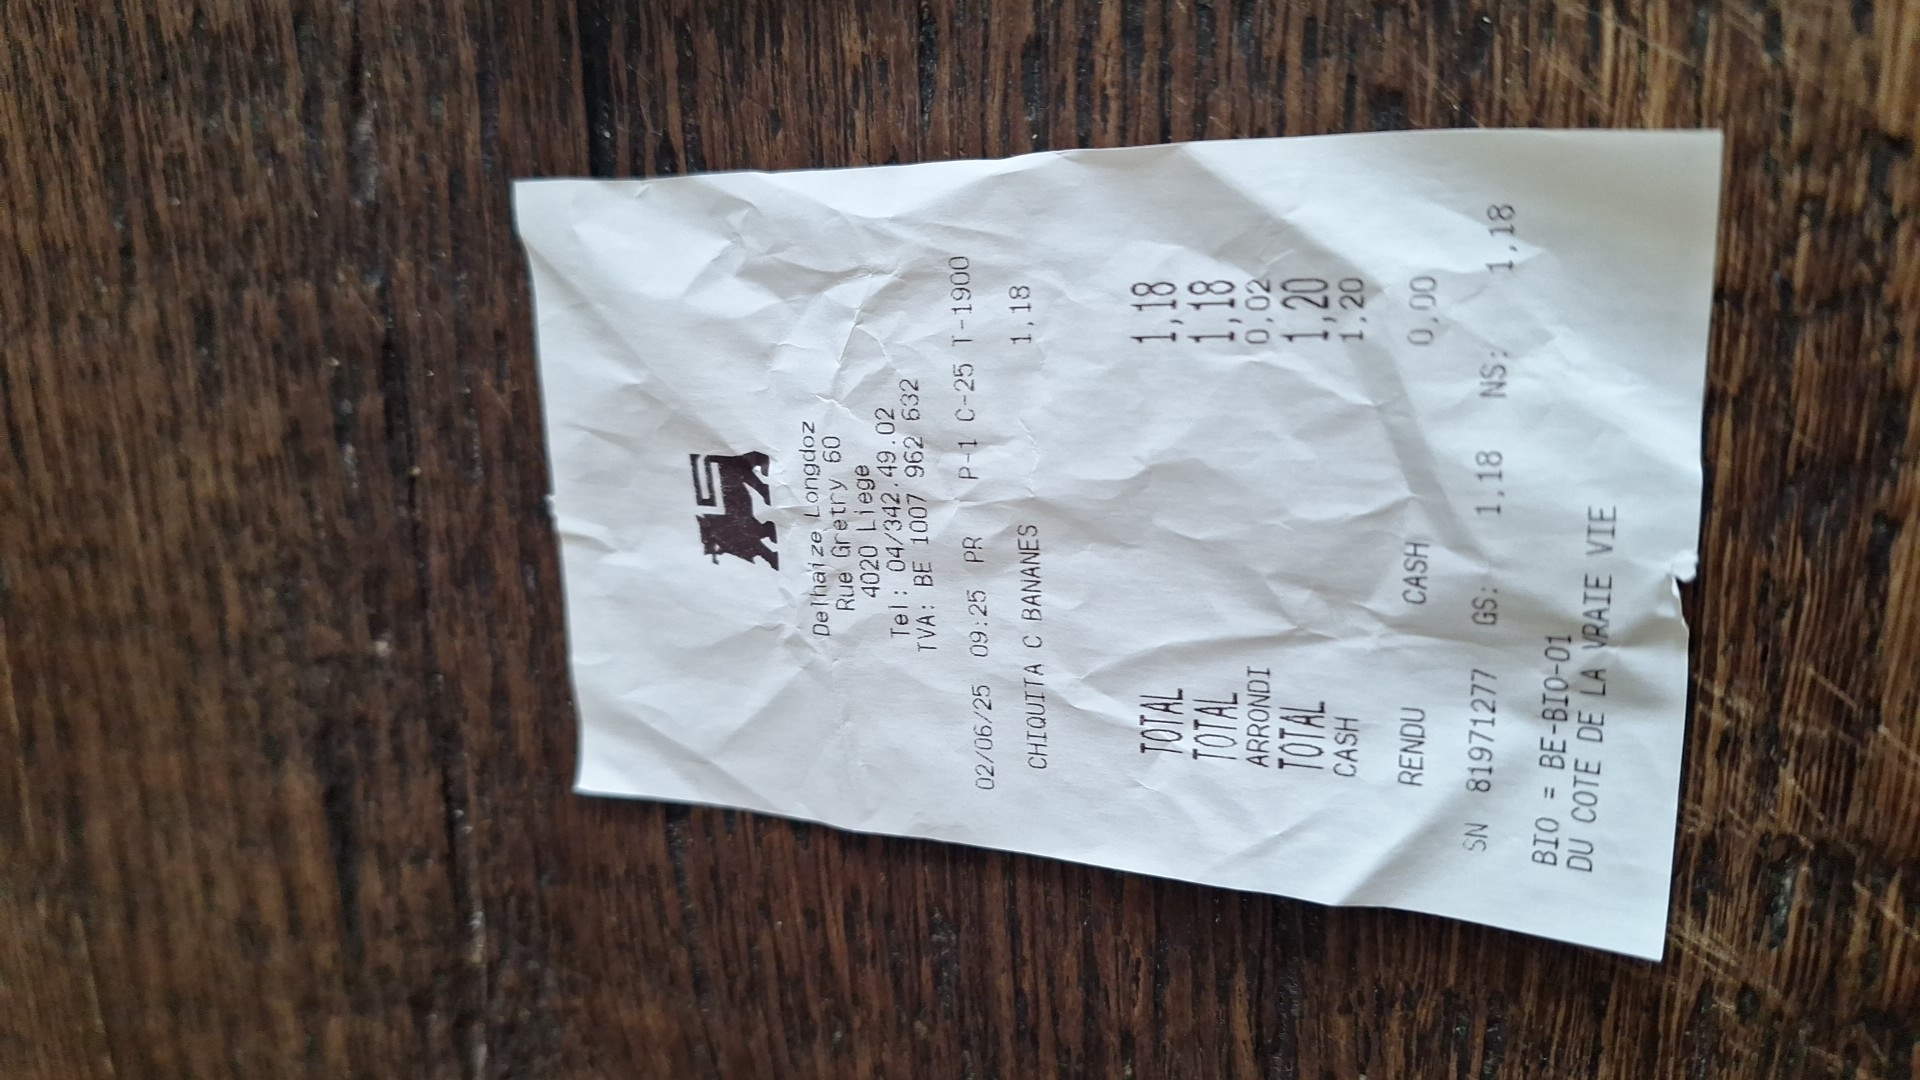 Delhaize Longdoz
Rue Gretry 60
4020 Liege
Tel: 04/342.49.02
TVA: BE 1007 962 632
02/06/25 09:25 PR P-1 C-25 T-1900
CHIQUITA C BANANES 1,18
TOTAL 1,18
TOTAL 1,18
ARRONDI 0,02
TOTAL 1,20
CASH 1,20
RENDU CASH 0,00
SN 81971277 GS: 1,18 NS: 1,18
BIO = BE-BIO-01
DU COTE DE LA VRAIE VIE